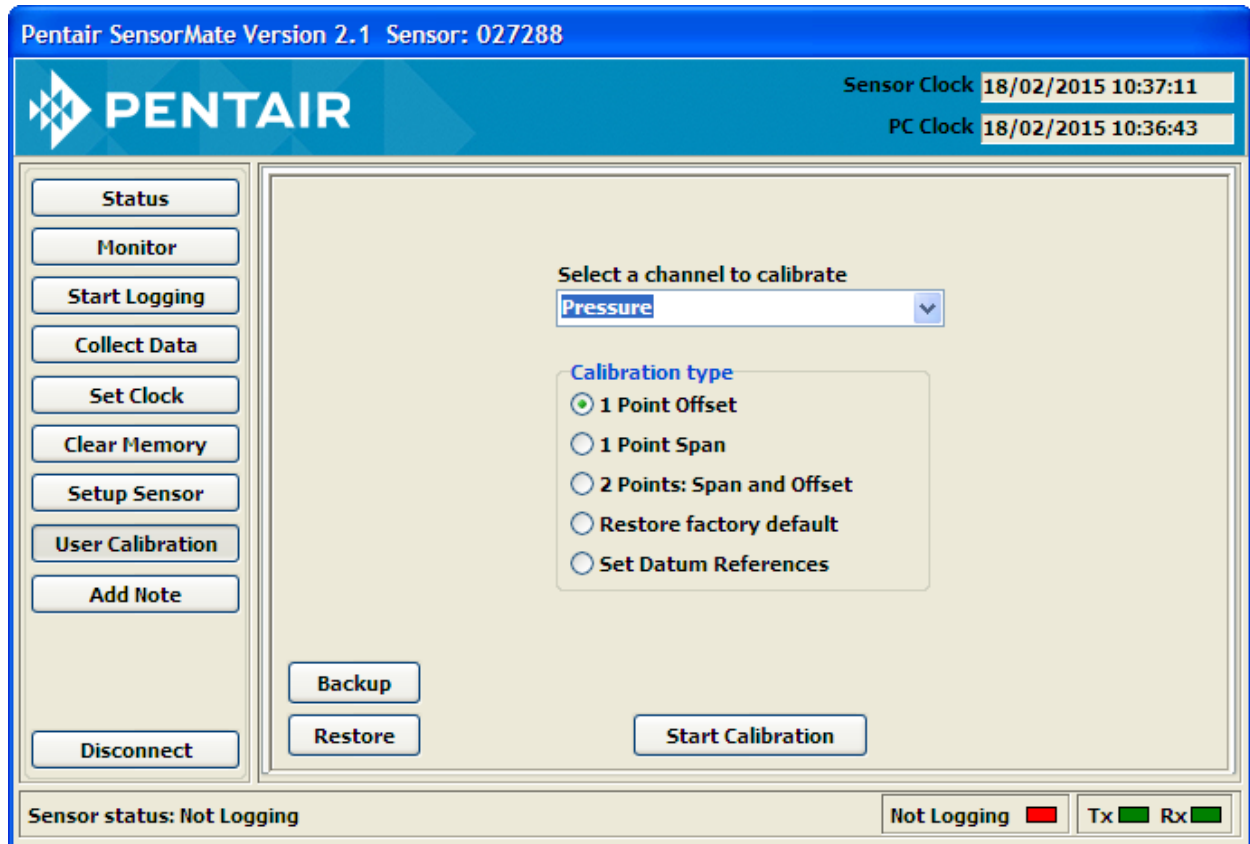 Pentair SensorMate Version 2.1 Sensor: 027288
PENTAIR
Sensor Clock 18/02/2015 10:37:11
PC Clock 18/02/2015 10:36:43
Status
Monitor
Start Logging
Collect Data
Set Clock
Clear Memory
Setup Sensor
User Calibration
Add Note
Disconnect
Select a channel to calibrate
Pressure
Calibration type
1 Point Offset
1 Point Span
2 Points: Span and Offset
Restore factory default
Set Datum References
Backup
Restore
Start Calibration
Sensor status: Not Logging
Not Logging
Tx Rx